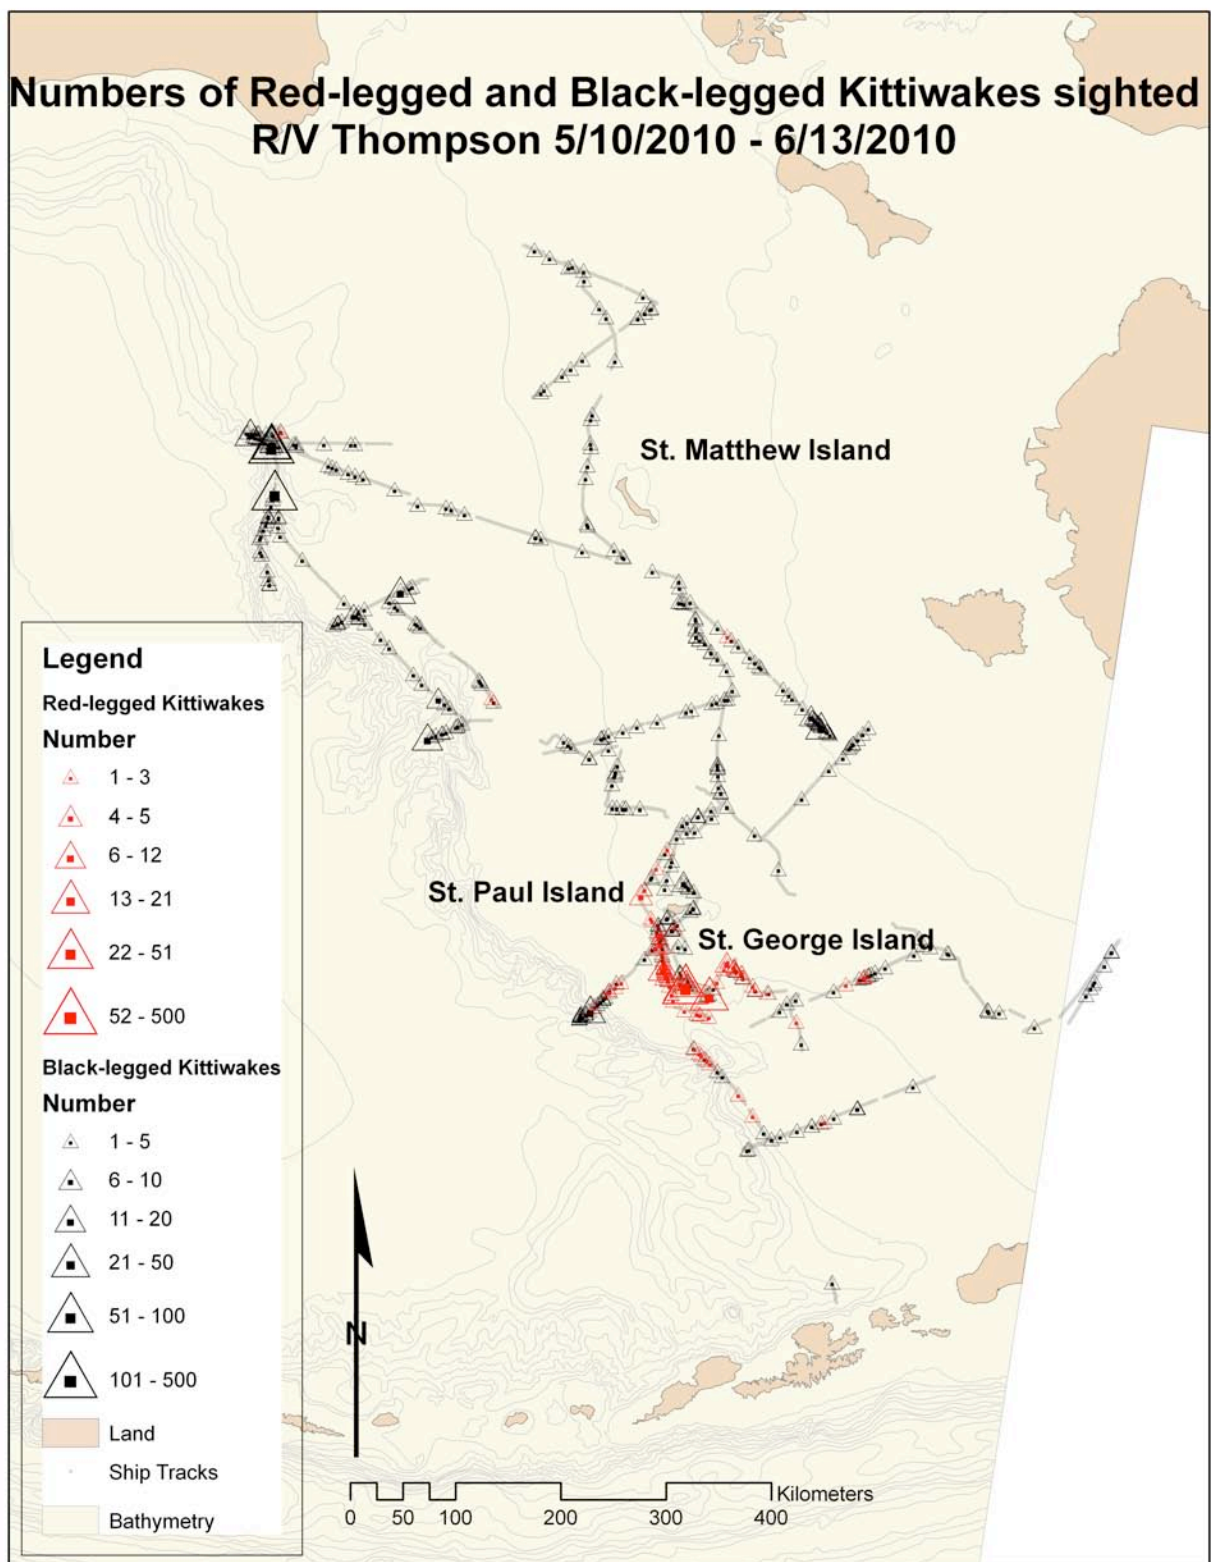 Numbers of Red-legged and Black-legged Kittiwakes sighted
R/V Thompson 5/10/2010 - 6/13/2010
St. Matthew Island
St. Paul Island
St. George Island
Legend
Red-legged Kittiwakes
Number
1 - 3
4 - 5
6 - 12
13 - 21
22 - 51
52 - 500
Black-legged Kittiwakes
Number
1 - 5
6 - 10
11 - 20
21 - 50
51 - 100
101 - 500
Land
Ship Tracks
Bathymetry
N
Kilometers
0 50 100 200 300 400